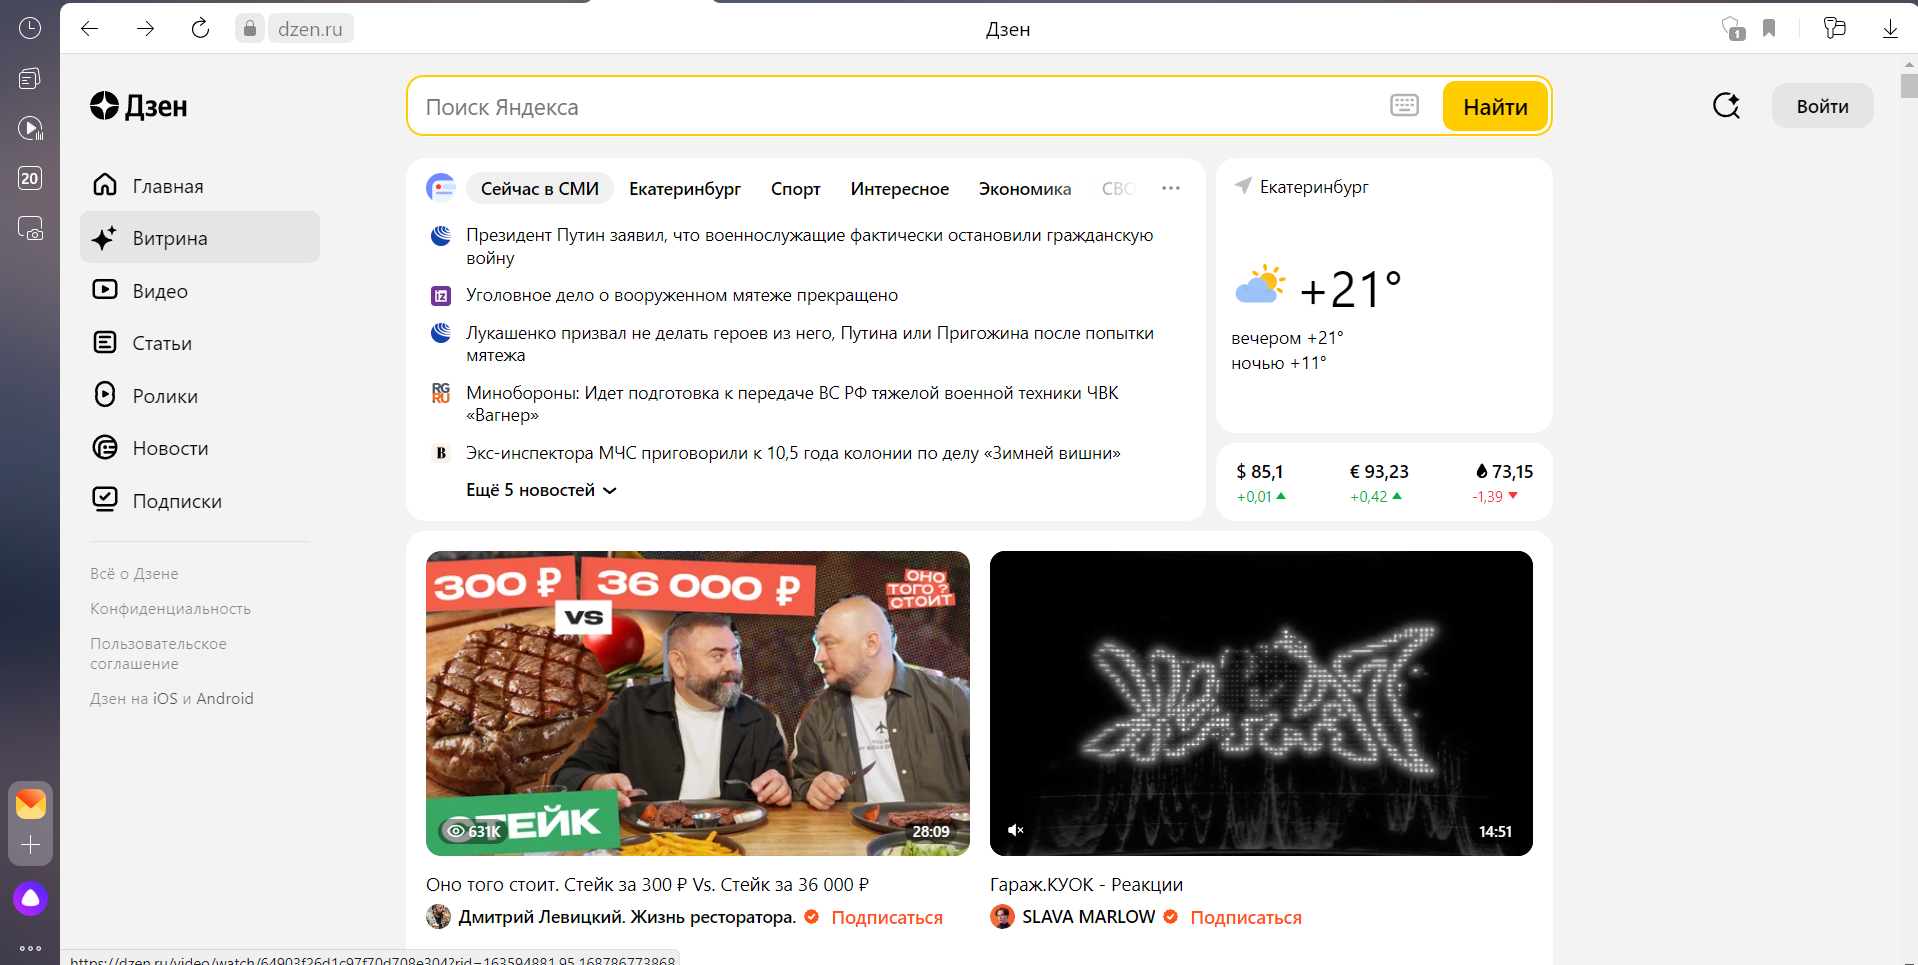 dzen.ru
Дзен
1
20
Дзен
Поиск Яндекса
Найти
Войти
Главная
Витрина
Видео
Статьи
Ролики
Новости
Подписки
Всё о Дзене
Конфиденциальность
Пользовательское
соглашение
Дзен на iOS и Android
Сейчас в СМИ Екатеринбург Спорт Интересное Экономика СВО
Президент Путин заявил, что военнослужащие фактически остановили гражданскую
войну
iz
Уголовное дело о вооруженном мятеже прекращено
Лукашенко призвал не делать героев из него, Путина или Пригожина после попытки
мятежа
RG
RU
Минобороны: Идет подготовка к передаче ВС РФ тяжелой военной техники ЧВК
«Вагнер»
В
Экс-инспектора МЧС приговорили к 10,5 года колонии по делу «Зимней вишни»
Ещё 5 новостей
Екатеринбург
+21°
вечером +21°
ночью +11°
$ 85,1 € 93,23 73,15
+0,01 +0,42 -1,39
300 ₽ vs 36 000 ₽
ОНО
ТОГО ?
СТОИТ
СТЕЙК
631K
28:09
14:51
Оно того стоит. Стейк за 300 ₽ Vs. Стейк за 36 000 ₽
Дмитрий Левицкий. Жизнь ресторатора. Подписаться
Гараж.КУОК - Реакции
SLAVA MARLOW Подписаться
https://dzen.ru/video/watch/64903f26d1c97f70d708e304?rid=163594881.95.168786773868